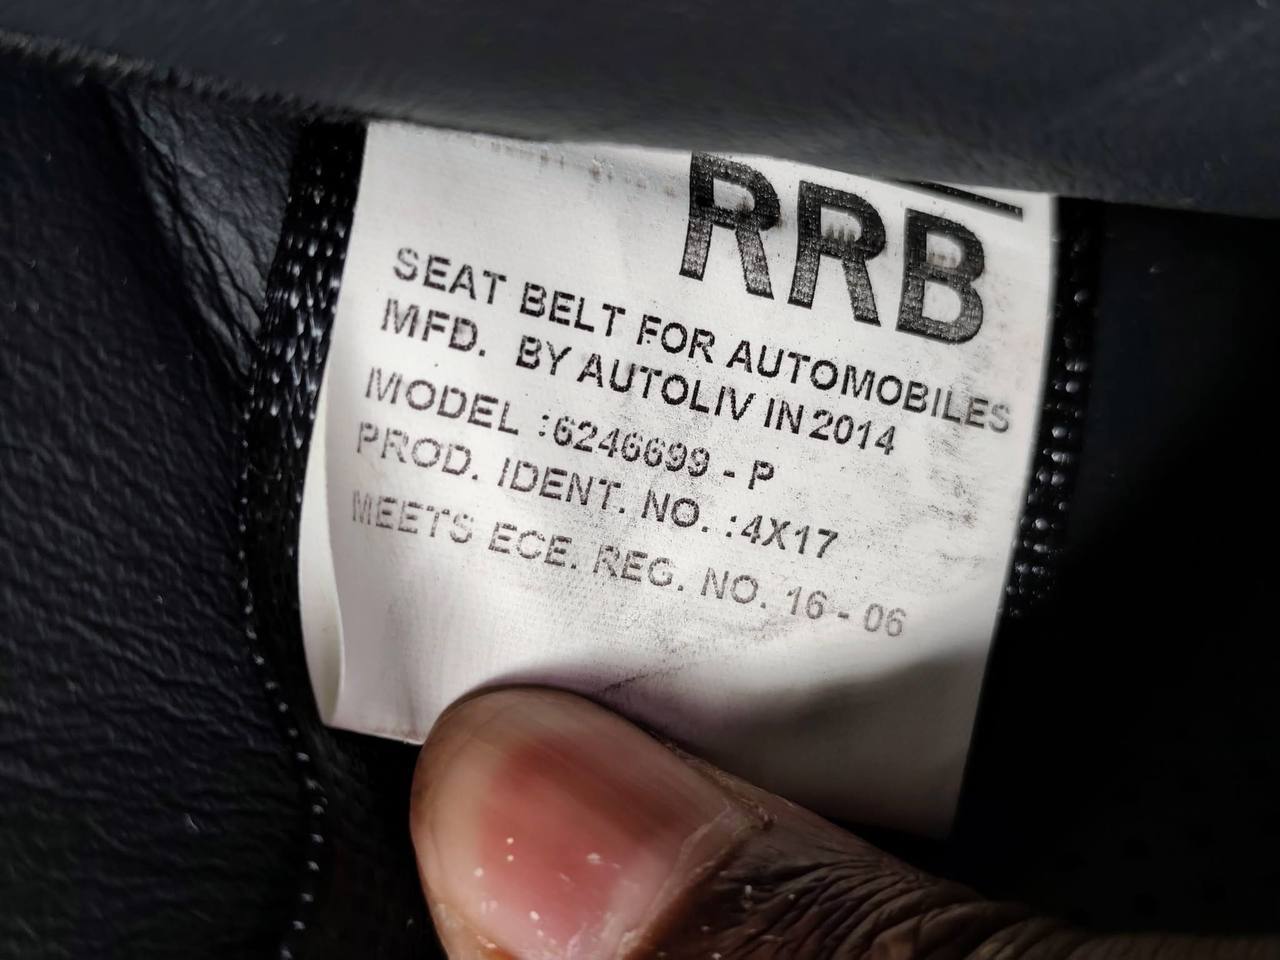 RRB
SEAT BELT FOR AUTOMOBILES
MFD. BY AUTOLIV IN 2014
MODEL :6246699 - P
PROD. IDENT. NO. :4X17
MEETS ECE. REG. NO. 16 - 06